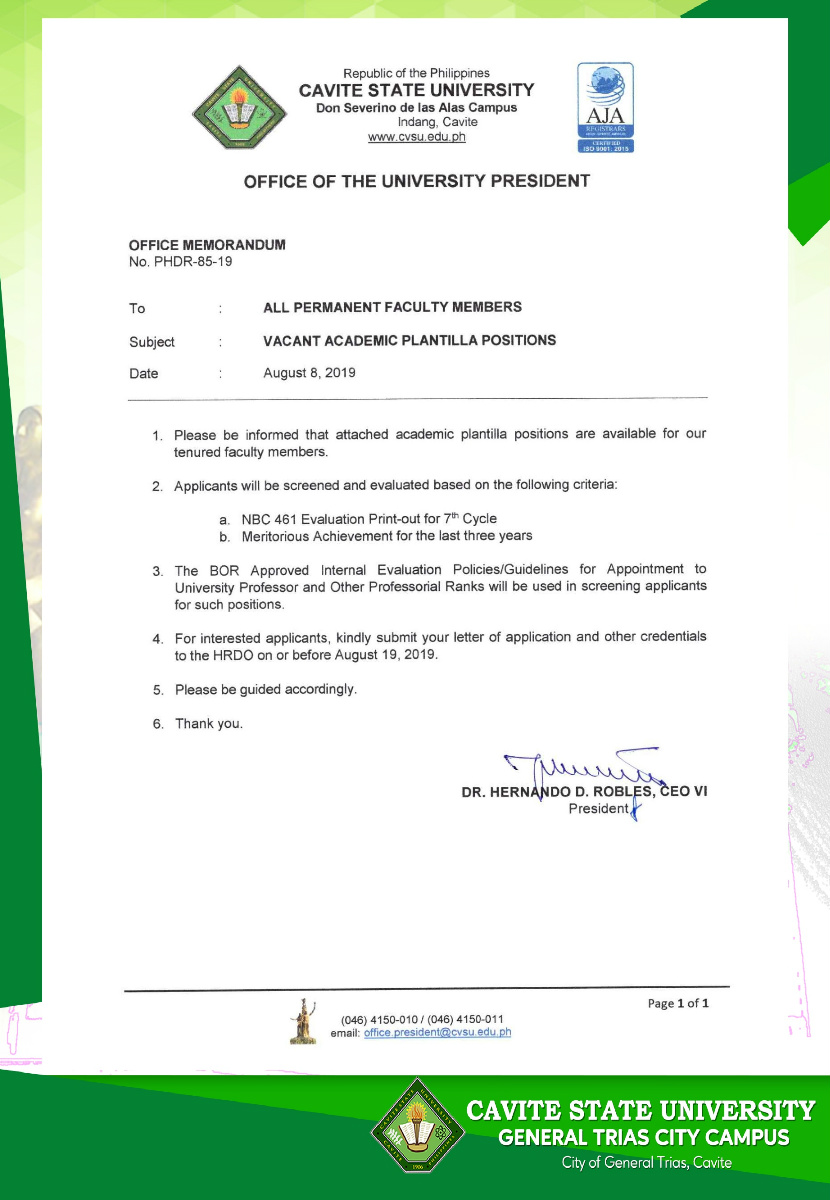 Republic of the Philippines
CAVITE STATE UNIVERSITY
Don Severino de las Alas Campus
Indang, Cavite
www.cvsu.edu.ph
AJA
REGISTRARS
CERTIFIED
ISO 9001: 2015
OFFICE OF THE UNIVERSITY PRESIDENT
OFFICE MEMORANDUM
No. PHDR-85-19
To : ALL PERMANENT FACULTY MEMBERS
Subject : VACANT ACADEMIC PLANTILLA POSITIONS
Date : August 8, 2019
1. Please be informed that attached academic plantilla positions are available for our
tenured faculty members.
2. Applicants will be screened and evaluated based on the following criteria:
a. NBC 461 Evaluation Print-out for 7th Cycle
b. Meritorious Achievement for the last three years
3. The BOR Approved Internal Evaluation Policies/Guidelines for Appointment to
University Professor and Other Professorial Ranks will be used in screening applicants
for such positions.
4. For interested applicants, kindly submit your letter of application and other credentials
to the HRDO on or before August 19, 2019.
5. Please be guided accordingly.
6. Thank you.
DR. HERNANDO D. ROBLES, CEO VI
President
Page 1 of 1
(046) 4150-010 / (046) 4150-011
email: office.president@cvsu.edu.ph
1906
CAVITE STATE UNIVERSITY
GENERAL TRIAS CITY CAMPUS
City of General Trias, Cavite